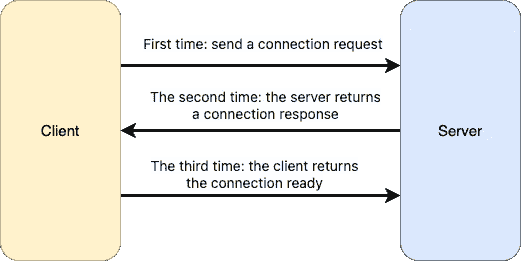 First time: send a connection request
The second time: the server returns
a connection response
Client
Server
The third time: the client returns
the connection ready